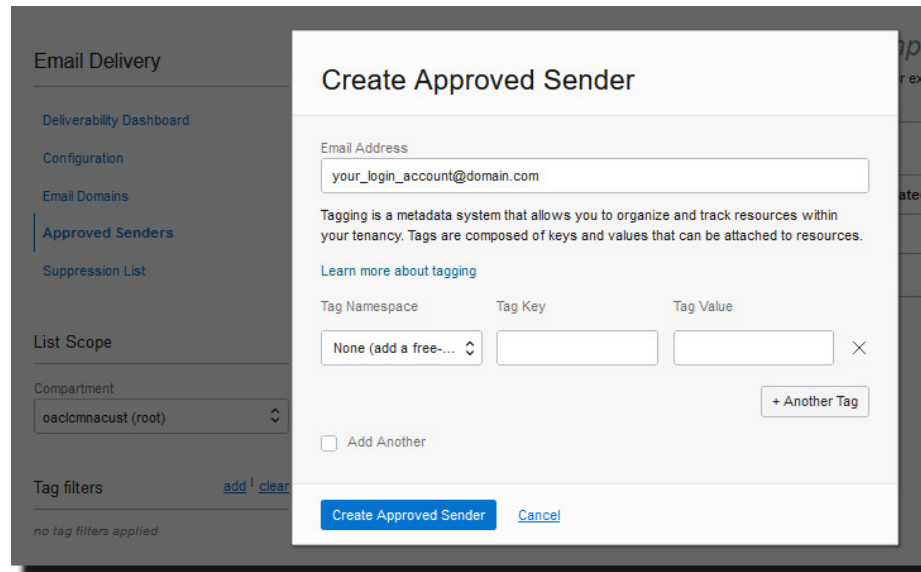 Email Delivery
Deliverability Dashboard
Configuration
Email Domains
Approved Senders
Suppression List
List Scope
Compartment
oaclcmnacust (root)
Tag filters add | clear
no tag filters applied
Create Approved Sender
Email Address
your_login_account@domain.com
Tagging is a metadata system that allows you to organize and track resources within
your tenancy. Tags are composed of keys and values that can be attached to resources.
Learn more about tagging
Tag Namespace Tag Key Tag Value
None (add a free-...
+ Another Tag
Add Another
Create Approved Sender Cancel